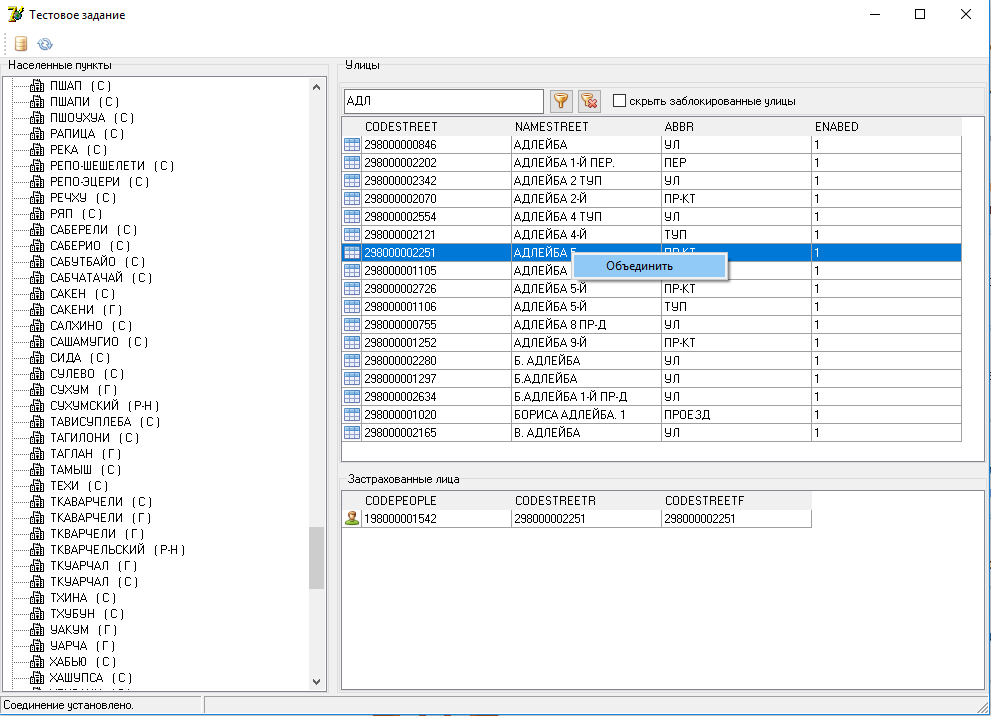 Тестовое задание
Населенные пункты
ПШАП (С)
ПШАПИ (С)
ПШОУХУА (С)
РАПИЦА (С)
РЕКА (С)
РЕПО-ШЕШЕЛЕТИ (С)
РЕПО-ЭЦЕРИ (С)
РЕЧХУ (С)
РЯП (С)
САБЕРЕЛИ (С)
САБЕРИО (С)
САБУТБАЙО (С)
САБЧАТАЧАЙ (С)
САКЕН (С)
САКЕНИ (Г)
САЛХИНО (С)
САШАМУГИО (С)
СИДА (С)
СУЛЕВО (С)
СУХУМ (Г)
СУХУМСКИЙ (Р-Н)
ТАВИСУПЛЕБА (С)
ТАГИЛОНИ (С)
ТАГЛАН (Г)
ТАМЫШ (С)
ТЕХИ (С)
ТКАВАРЧЕЛИ (С)
ТКАВАРЧЕЛИ (Г)
ТКВАРЧЕЛИ (Г)
ТКВАРЧЕЛЬСКИЙ (Р-Н)
ТКУАРЧАЛ (Г)
ТКУАРЧАЛ (С)
ТХИНА (С)
ТХУБУН (С)
УАКУМ (Г)
УАРЧА (Г)
ХАБЬЮ (С)
ХАШУПСА (С)
Улицы
АДЛ
скрыть заблокированные улицы
CODESTREET NAMESTREET ABBR ENABED
298000000846 АДЛЕЙБА УЛ 1
298000002202 АДЛЕЙБА 1-Й ПЕР. ПЕР 1
298000002342 АДЛЕЙБА 2 ТУП УЛ 1
298000002070 АДЛЕЙБА 2-Й ПР-КТ 1
298000002554 АДЛЕЙБА 4 ТУП УЛ 1
298000002121 АДЛЕЙБА 4-Й ТУП 1
298000002251 АДЛЕЙБА ПР-КТ 1
298000001105 АДЛЕЙБА 1
Объединить
298000002726 АДЛЕЙБА 5-Й ПР-КТ 1
298000001106 АДЛЕЙБА 5-Й ТУП 1
298000000755 АДЛЕЙБА 8 ПР-Д УЛ 1
298000001252 АДЛЕЙБА 9-Й ПР-КТ 1
298000002280 Б. АДЛЕЙБА УЛ 1
298000001297 Б.АДЛЕЙБА УЛ 1
298000002634 Б.АДЛЕЙБА 1-Й ПР-Д УЛ 1
298000001020 БОРИСА АДЛЕЙБА. 1 ПРОЕЗД 1
298000002165 В. АДЛЕЙБА УЛ 1
Застрахованные лица
CODEPEOPLE CODESTREETR CODESTREETF
198000001542 298000002251 298000002251
Соединение установлено.